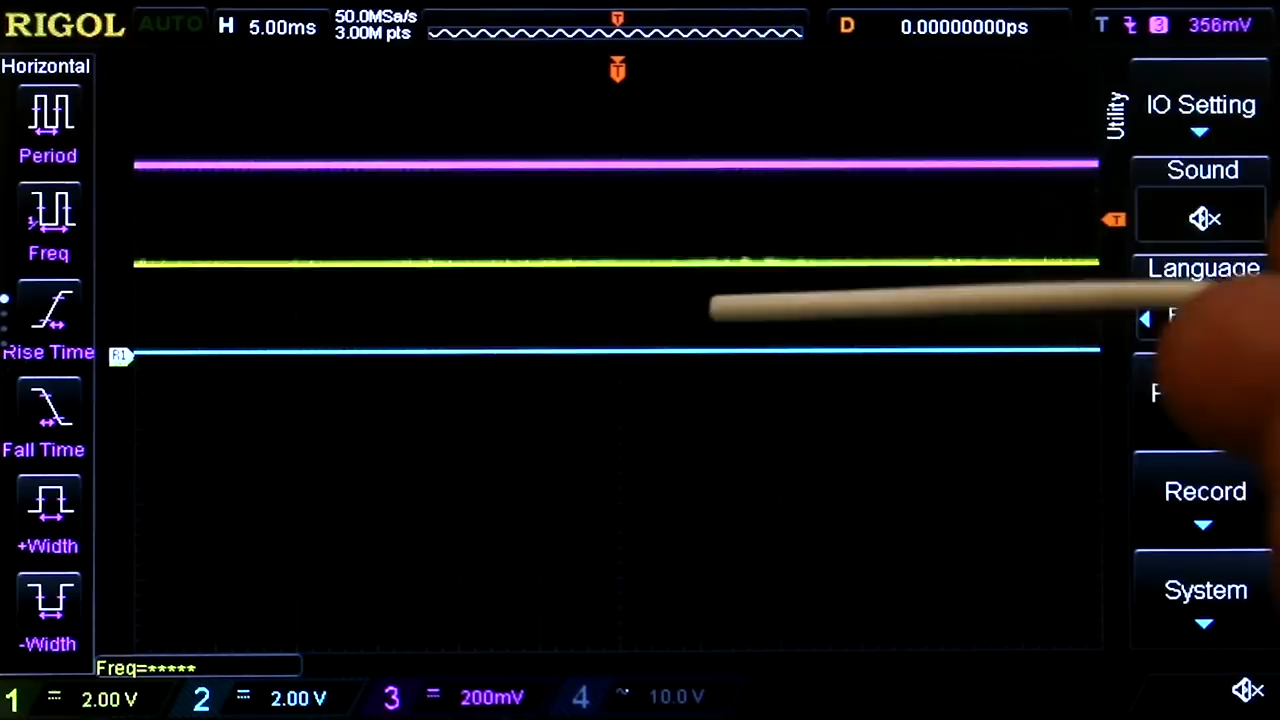 RIGOL AUTO H 5.00ms 50.0MSa/s D 0.00000000ps T 3 356mV
3.00M pts
T
T
Horizontal
Period
Freq
Rise Time
Fall Time
+Width
-Width
T
R1
Utility
IO Setting
Sound
Language
Record
System
Freq=*****
1 2.00 V 2 2.00 V 3 200mV 4 10.0 V